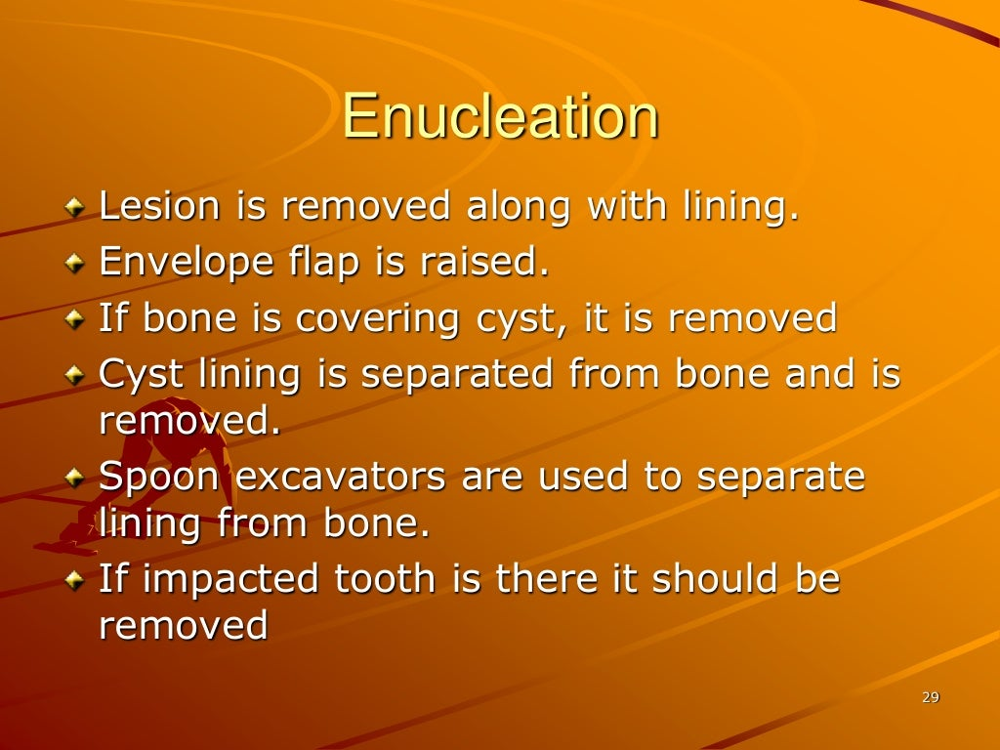 Enucleation
Lesion is removed along with lining.
Envelope flap is raised.
If bone is covering cyst, it is removed
Cyst lining is separated from bone and is
removed.
Spoon excavators are used to separate
lining from bone.
If impacted tooth is there it should be
removed
29